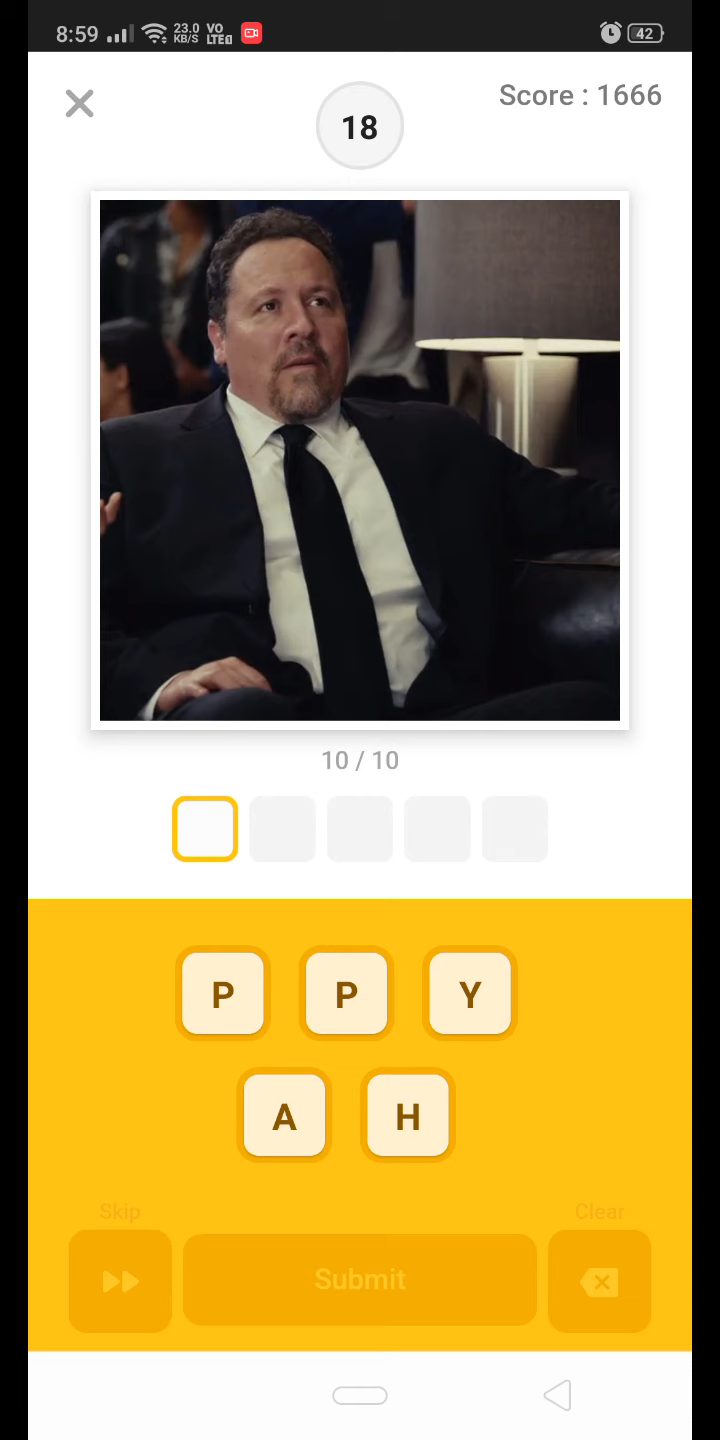 8:59 23.0 KB/S VO LTE 42
Score : 1666
18
10 / 10
P P Y
A H
Skip Clear
Submit